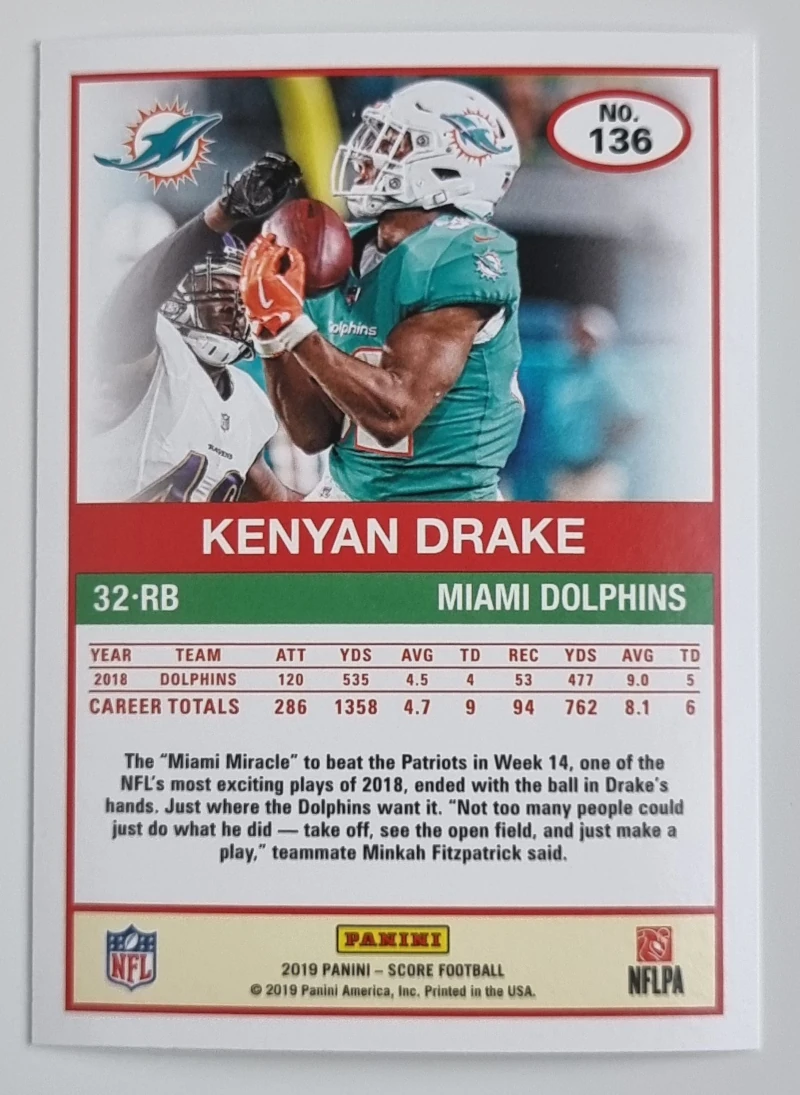 NO.
136
olphins
RAVENS
KENYAN DRAKE
32·RB MIAMI DOLPHINS
YEAR TEAM ATT YDS AVG TD REC YDS AVG TD
2018 DOLPHINS 120 535 4.5 4 53 477 9.0 5
CAREER TOTALS 286 1358 4.7 9 94 762 8.1 6
The “Miami Miracle” to beat the Patriots in Week 14, one of the
NFL’s most exciting plays of 2018, ended with the ball in Drake’s
hands. Just where the Dolphins want it. “Not too many people could
just do what he did — take off, see the open field, and just make a
play,” teammate Minkah Fitzpatrick said.
NFL
PANINI
NFLPA
2019 PANINI – SCORE FOOTBALL
© 2019 Panini America, Inc. Printed in the USA.